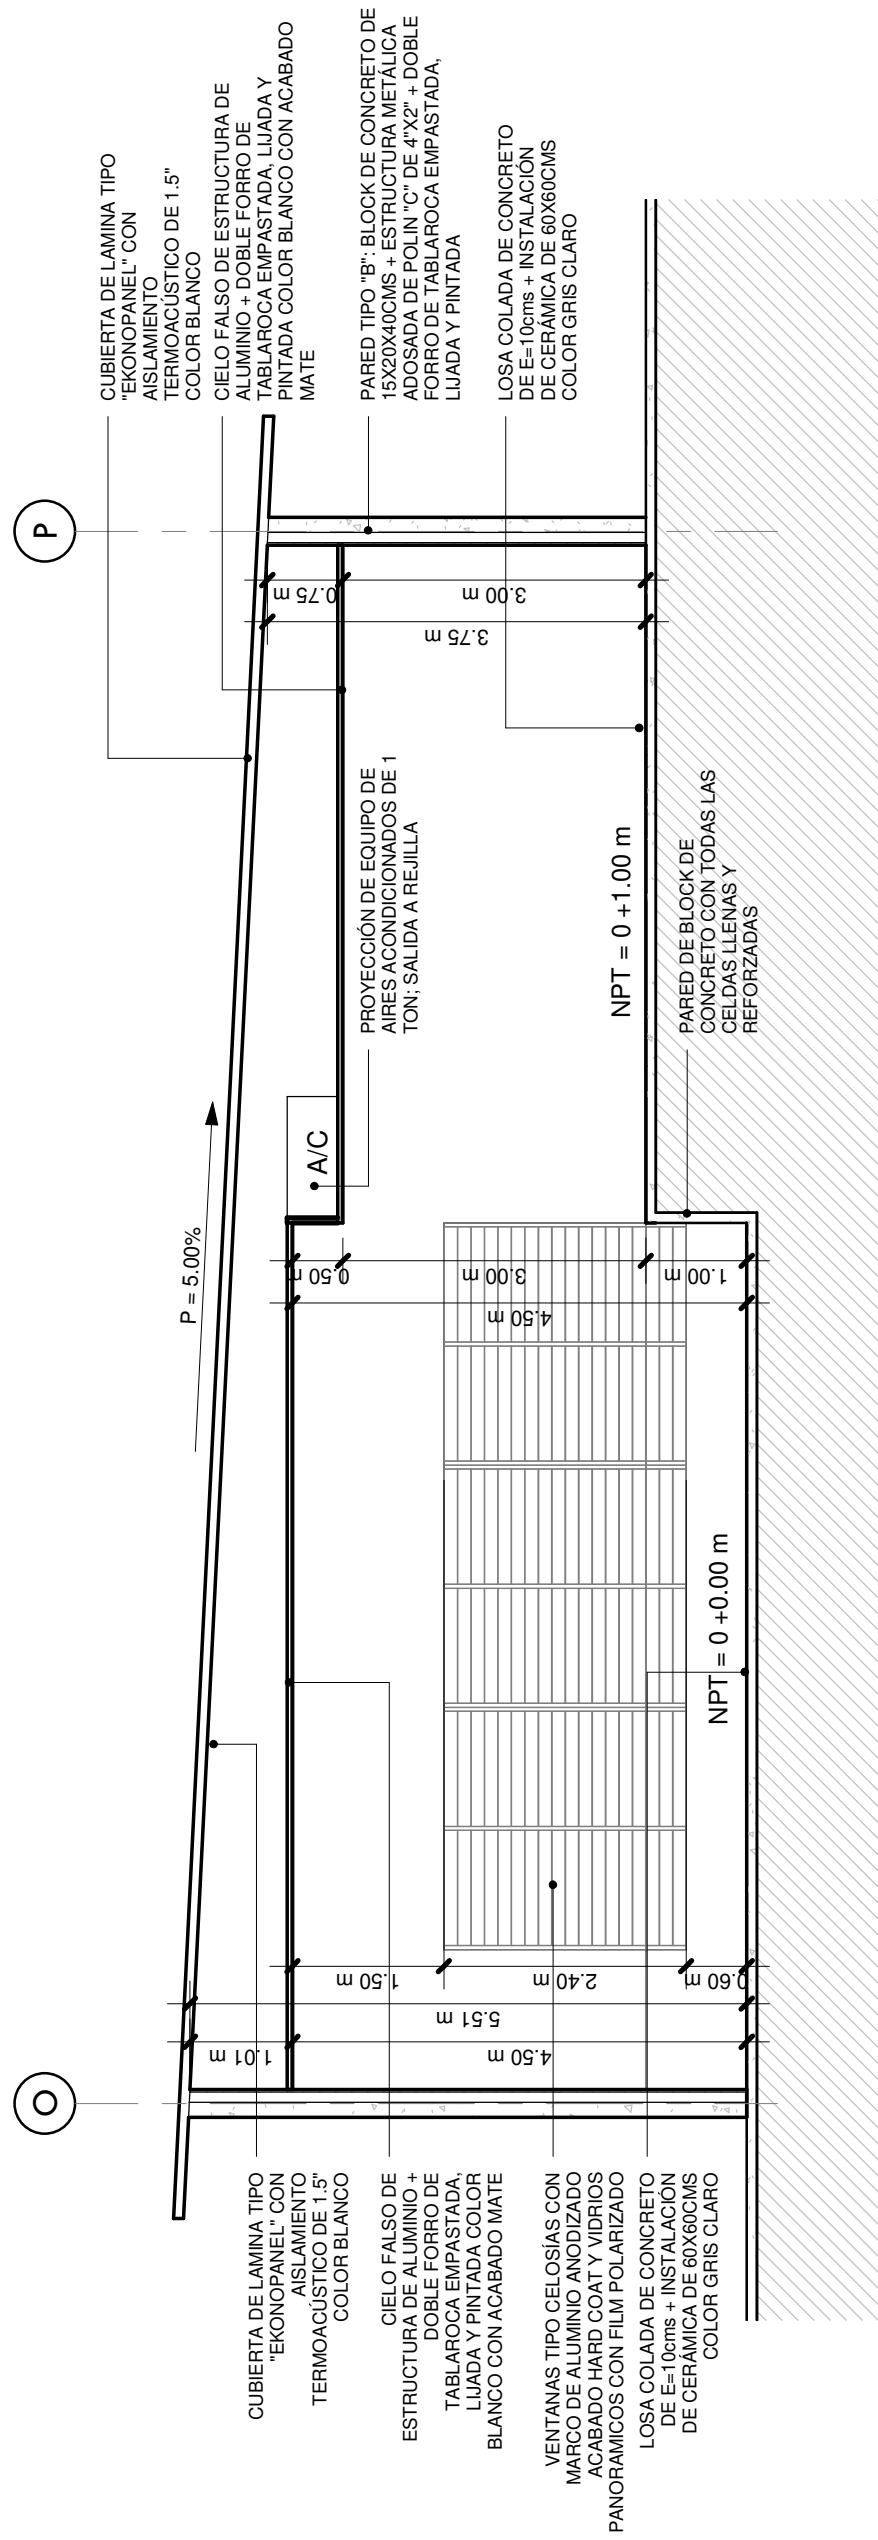 O
P
P = 5.00%
CUBIERTA DE LAMINA TIPO
"EKONOPANEL" CON
AISLAMIENTO
TERMOACÚSTICO DE 1.5"
COLOR BLANCO
CIELO FALSO DE
ESTRUCTURA DE ALUMINIO +
DOBLE FORRO DE
TABLAROCA EMPASTADA,
LIJADA Y PINTADA COLOR
BLANCO CON ACABADO MATE
VENTANAS TIPO CELOSÍAS CON
MARCO DE ALUMINIO ANODIZADO
ACABADO HARD COAT Y VIDRIOS
PANORAMICOS CON FILM POLARIZADO
LOSA COLADA DE CONCRETO
DE E=10cms + INSTALACIÓN
DE CERÁMICA DE 60X60CMS
COLOR GRIS CLARO
1.01 m
4.50 m
5.51 m
1.50 m
2.40 m
0.60 m
NPT = 0 +0.00 m
0.50 m
3.00 m
1.00 m
4.50 m
A/C
PROYECCIÓN DE EQUIPO DE
AIRES ACONDICIONADOS DE 1
TON; SALIDA A REJILLA
NPT = 0 +1.00 m
PARED DE BLOCK DE
CONCRETO CON TODAS LAS
CELDAS LLENAS Y
REFORZADAS
3.75 m
0.75 m
3.00 m
CUBIERTA DE LAMINA TIPO
"EKONOPANEL" CON
AISLAMIENTO
TERMOACÚSTICO DE 1.5"
COLOR BLANCO
CIELO FALSO DE ESTRUCTURA DE
ALUMINIO + DOBLE FORRO DE
TABLAROCA EMPASTADA, LIJADA Y
PINTADA COLOR BLANCO CON ACABADO
MATE
PARED TIPO "B": BLOCK DE CONCRETO DE
15X20X40CMS + ESTRUCTURA METÁLICA
ADOSADA DE POLIN "C" DE 4"X2" + DOBLE
FORRO DE TABLAROCA EMPASTADA,
LIJADA Y PINTADA
LOSA COLADA DE CONCRETO
DE E=10cms + INSTALACIÓN
DE CERÁMICA DE 60X60CMS
COLOR GRIS CLARO